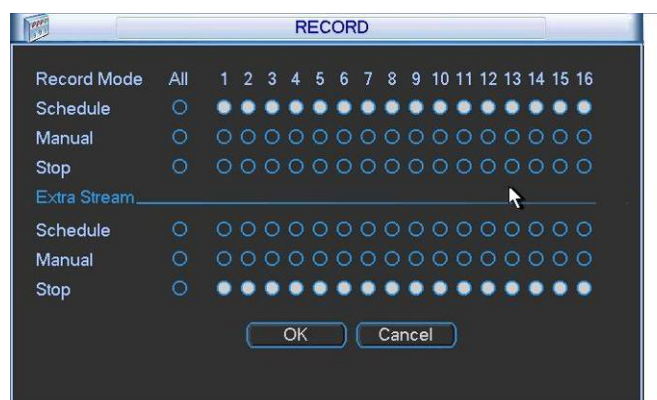 RECORD
Record Mode All 1 2 3 4 5 6 7 8 9 10 11 12 13 14 15 16
Schedule
Manual
Stop
Extra Stream
Schedule
Manual
Stop
OK Cancel